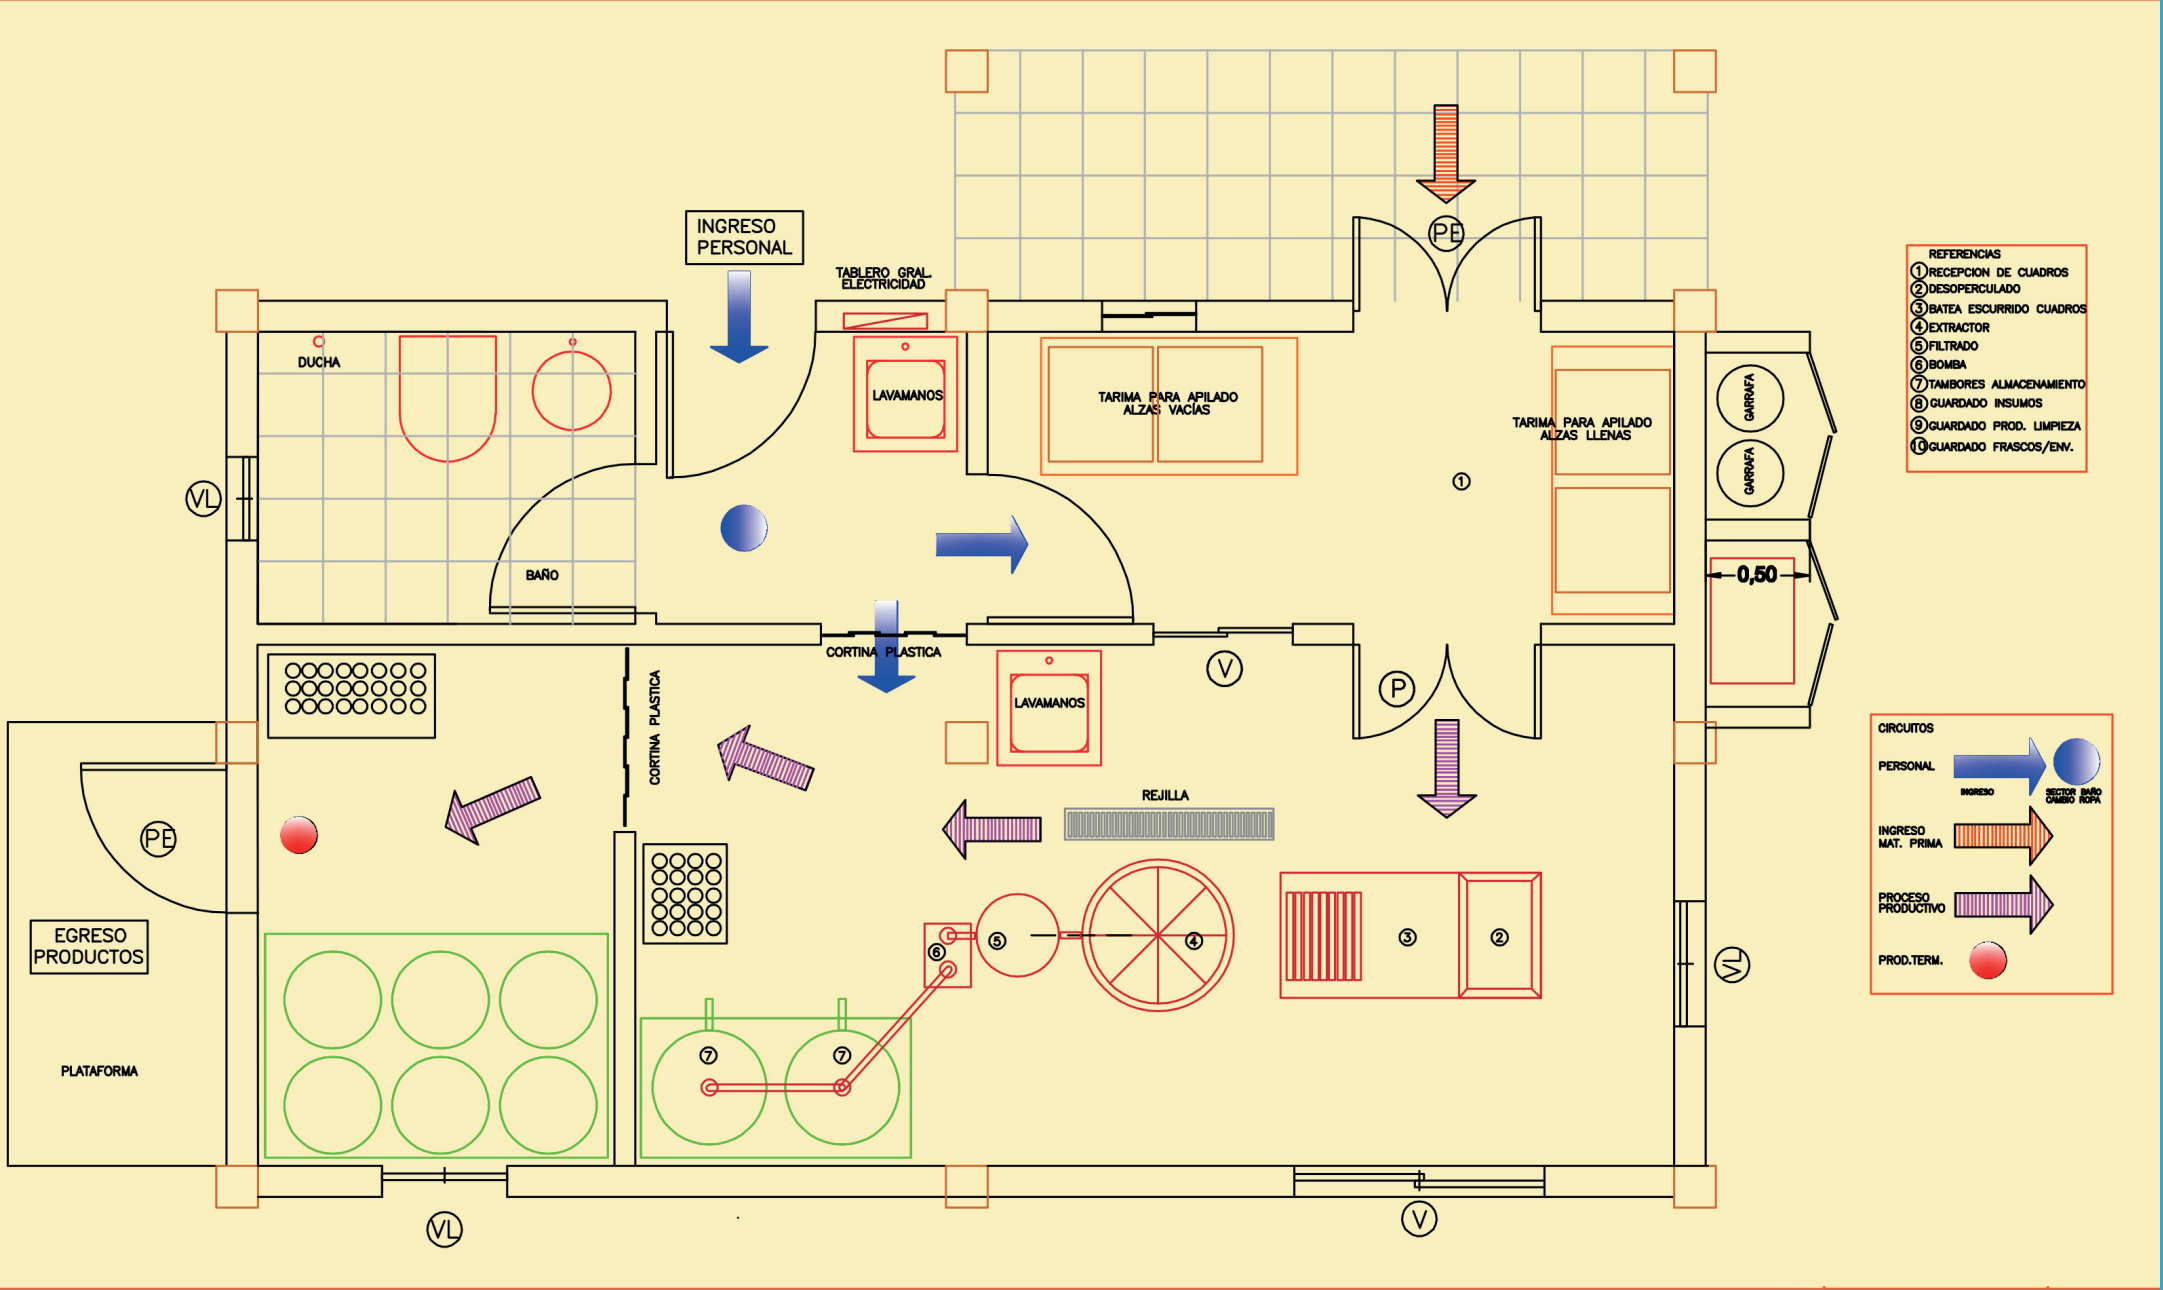 INGRESO
PERSONAL
TABLERO GRAL.
ELECTRICIDAD
PE
DUCHA
LAVAMANOS
TARIMA PARA APILADO
ALZAS VACÍAS
TARIMA PARA APILADO
ALZAS LLENAS
GARRAFA
GARRAFA
1
VL
BAÑO
0,50
CORTINA PLASTICA
CORTINA PLASTICA
LAVAMANOS
V
P
REJILLA
PE
EGRESO
PRODUCTOS
PLATAFORMA
6
5
4
3
2
7
7
VL
VL
V
REFERENCIAS
1 RECEPCION DE CUADROS
2 DESOPERCULADO
3 BATEA ESCURRIDO CUADROS
4 EXTRACTOR
5 FILTRADO
6 BOMBA
7 TAMBORES ALMACENAMIENTO
8 GUARDADO INSUMOS
9 GUARDADO PROD. LIMPIEZA
10 GUARDADO FRASCOS/ENV.
CIRCUITOS
PERSONAL
INGRESO
SECTOR BAÑO
CAMBIO ROPA
INGRESO
MAT. PRIMA
PROCESO
PRODUCTIVO
PROD.TERM.